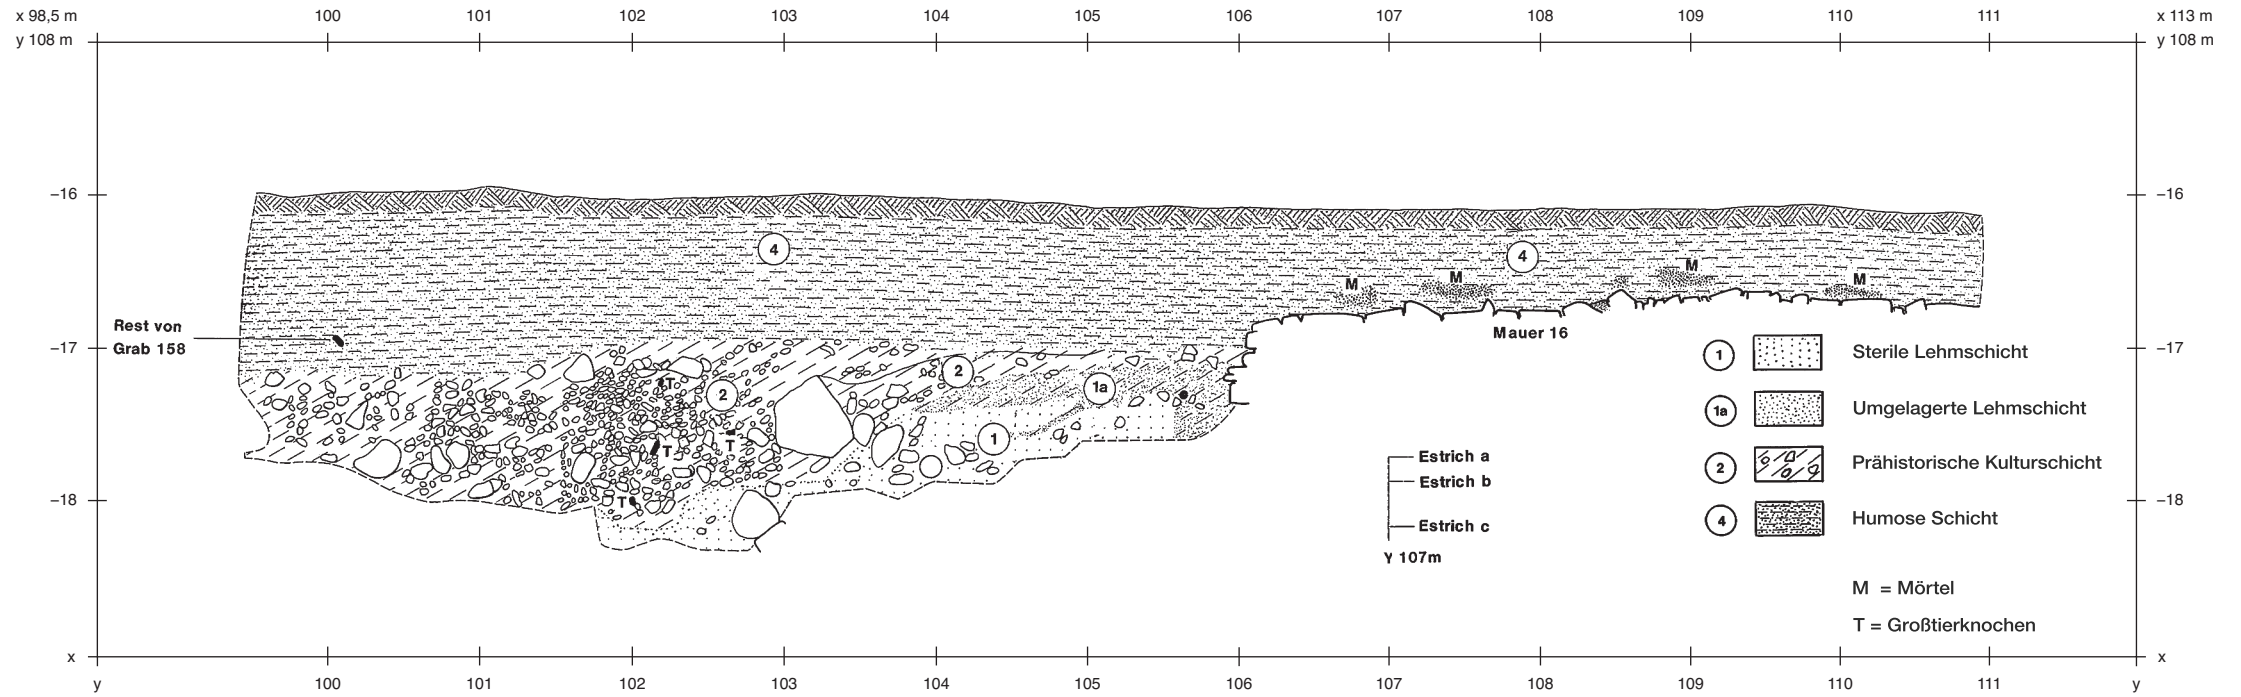 x 98,5 m 100 101 102 103 104 105 106 107 108 109 110 111 x 113 m
y 108 m y 108 m
–16 –16
4 4
M M M M
Rest von
Grab 158
–17 –17
Mauer 16
T 2 2 1a
T T 1
T
–18 –18
Estrich a
Estrich b
Estrich c
Y 107m
1 Sterile Lehmschicht
1a Umgelagerte Lehmschicht
2 Prähistorische Kulturschicht
4 Humose Schicht
M = Mörtel
T = Großtierknochen
x x
y 100 101 102 103 104 105 106 107 108 109 110 111 y